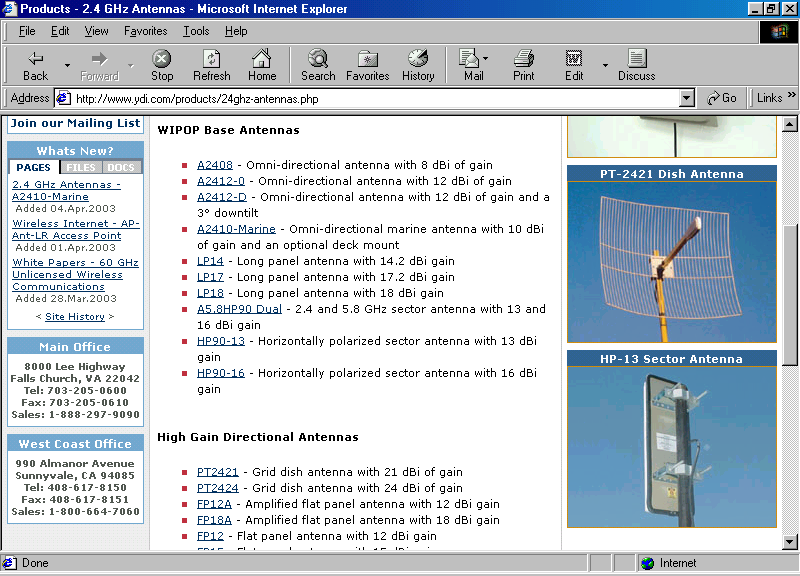 Products - 2.4 GHz Antennas - Microsoft Internet Explorer
File Edit View Favorites Tools Help
Back Forward Stop Refresh Home Search Favorites History Mail Print Edit Discuss
Address http://www.ydi.com/products/24ghz-antennas.php Go Links »
Join our Mailing List
Whats New?
PAGES FILES DOCS
2.4 GHz Antennas -
A2410-Marine
Added 04.Apr.2003
Wireless Internet - AP-
Ant-LR Access Point
Added 01.Apr.2003
White Papers - 60 GHz
Unlicensed Wireless
Communications
Added 28.Mar.2003
< Site History >
Main Office
8000 Lee Highway
Falls Church, VA 22042
Tel: 703-205-0600
Fax: 703-205-0610
Sales: 1-888-297-9090
West Coast Office
990 Almanor Avenue
Sunnyvale, CA 94085
Tel: 408-617-8150
Fax: 408-617-8151
Sales: 1-800-664-7060
WIPOP Base Antennas
A2408 - Omni-directional antenna with 8 dBi of gain
A2412-0 - Omni-directional antenna with 12 dBi of gain
A2412-D - Omni-directional antenna with 12 dBi of gain and a
3° downtilt
A2410-Marine - Omni-directional marine antenna with 10 dBi
of gain and an optional deck mount
LP14 - Long panel antenna with 14.2 dBi gain
LP17 - Long panel antenna with 17.2 dBi gain
LP18 - Long panel antenna with 18 dBi gain
A5.8HP90 Dual - 2.4 and 5.8 GHz sector antenna with 13 and
16 dBi gain
HP90-13 - Horizontally polarized sector antenna with 13 dBi
gain
HP90-16 - Horizontally polarized sector antenna with 16 dBi
gain
High Gain Directional Antennas
PT2421 - Grid dish antenna with 21 dBi of gain
PT2424 - Grid dish antenna with 24 dBi of gain
FP12A - Amplified flat panel antenna with 12 dBi gain
FP18A - Amplified flat panel antenna with 18 dBi gain
FP12 - Flat panel antenna with 12 dBi gain
PT-2421 Dish Antenna
HP-13 Sector Antenna
Done
Internet